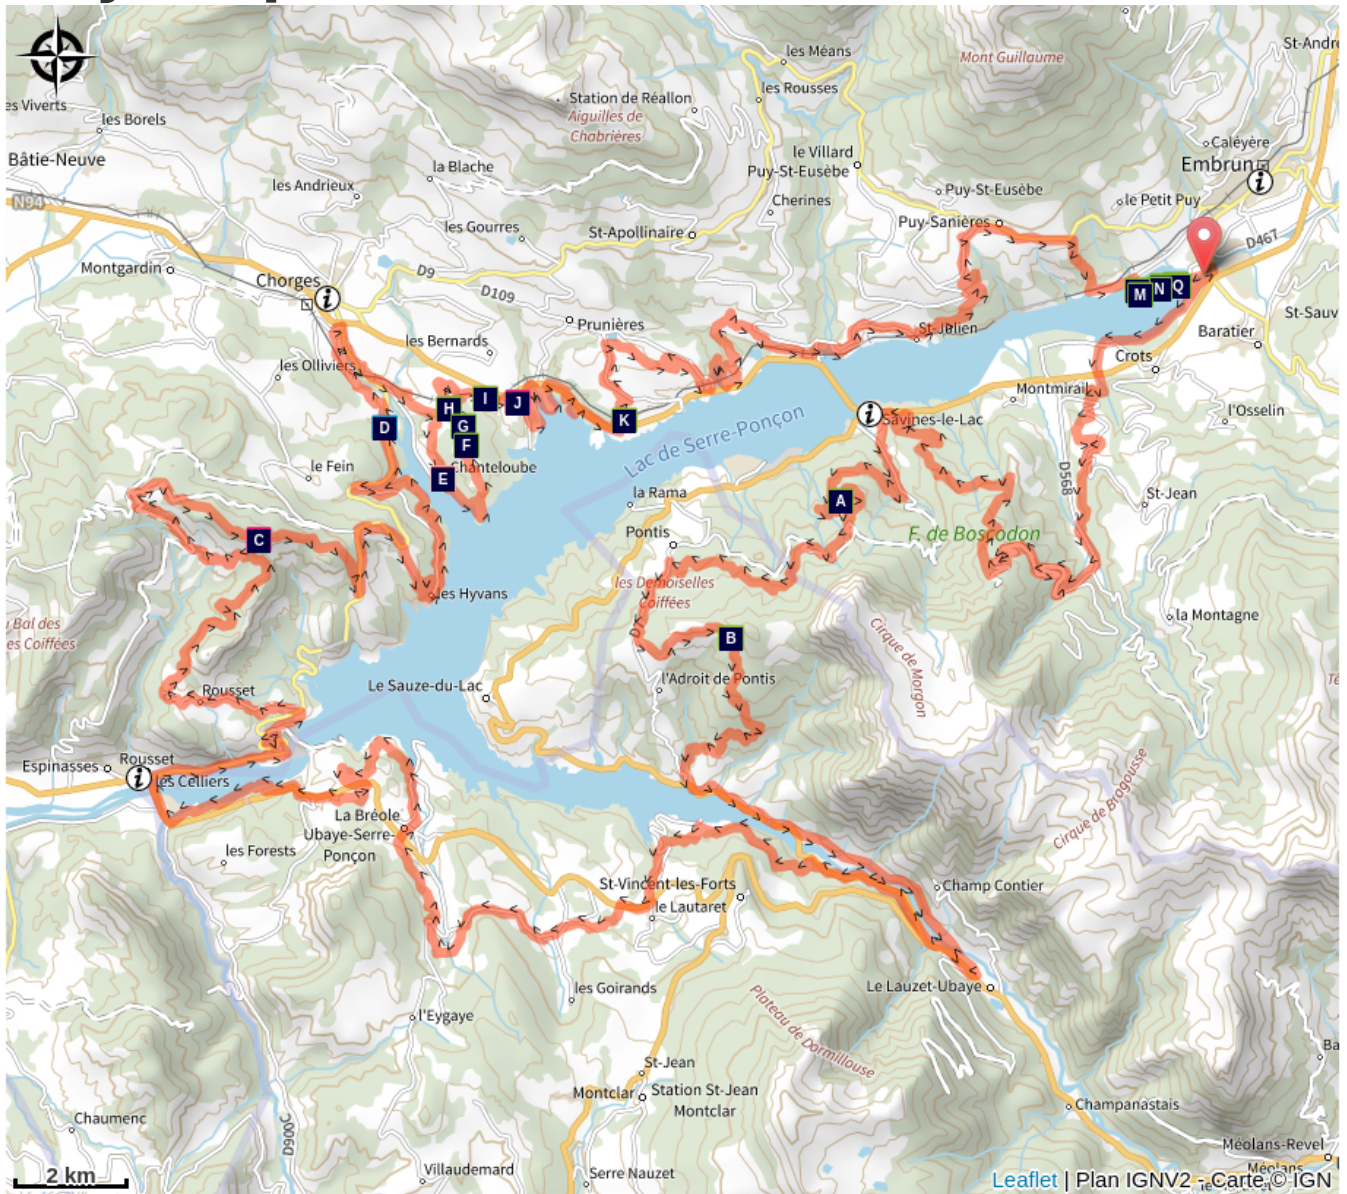 St-André
les Méans
Mont Guillaume
les Rousses
Station de Réallon
Aiguilles de
Chabrières
es Viverts
les Borels
Caléyère
Bâtie-Neuve
la Blache
le Villard
Puy-St-Eusèbe
Embrun
i
les Andrieux
Puy-St-Eusèbe
Cherines
le Petit Puy
N94
les Gourres
St-Apollinaire
Puy-Sanières
D467
Montgardin
D9
Chorges
i
D109
M
N
Q
Prunières
St-Julien
St-Sauv
Baratier
les Bernards
Crots
les Olliviers
Montmirail
H
I
J
K
i
Savines-le-Lac
l'Osselin
D
G
F
Lac de Serre-Ponçon
le Fein
Chanteloube
E
D568
la Rama
A
St-Jean
Pontis
F. de Boscodon
C
les Demoiselles
Coiffées
les Hyvans
la Montagne
u Bal des
es Coiffées
B
D7
Cirque de Morgon
l'Adroit de Pontis
Le Sauze-du-Lac
Rousset
Espinasses
Rousset
i
les Celliers
Cirque de Bragousse
La Bréole
Ubaye-Serre-
Ponçon
les Forests
St-Vincent-les-Forts
le Lautaret
Champ Contier
les Goirands
Le Lauzet-Ubaye
l'Eygaye
Plateau de Dormillouse
St-Jean
Montclar
Station St-Jean
Montclar
Champanastais
Chaumenc
D900C
Méolans-Revel
Méolans
Villaudemard
Serre Nauzet
2 km
Leaflet | Plan IGNV2 - Carte © IGN